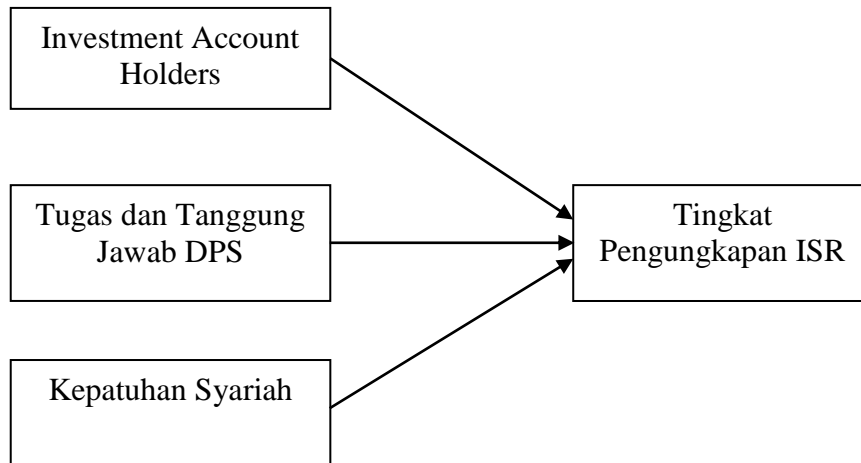 Investment Account
Holders
Tugas dan Tanggung
Jawab DPS
Tingkat
Pengungkapan ISR
Kepatuhan Syariah